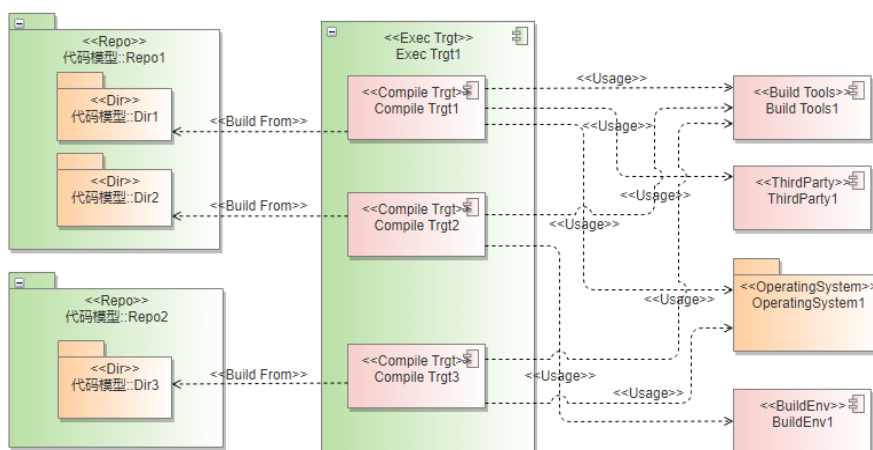 <<Repo>>
代码模型::Repo1
<<Dir>>
代码模型::Dir1
<<Dir>>
代码模型::Dir2
<<Repo>>
代码模型::Repo2
<<Dir>>
代码模型::Dir3
<<Build From>>
<<Build From>>
<<Build From>>
<<Exec Trgt>>
Exec Trgt1
<<Compile Trgt>>
Compile Trgt1
<<Compile Trgt>>
Compile Trgt2
<<Compile Trgt>>
Compile Trgt3
<<Usage>>
<<Usage>>
<<Usage>>
<<Usage>>
<<Usage>>
<<Usage>>
<<Usage>>
<<Build Tools>>
Build Tools1
<<ThirdParty>>
ThirdParty1
<<OperatingSystem>>
OperatingSystem1
<<BuildEnv>>
BuildEnv1